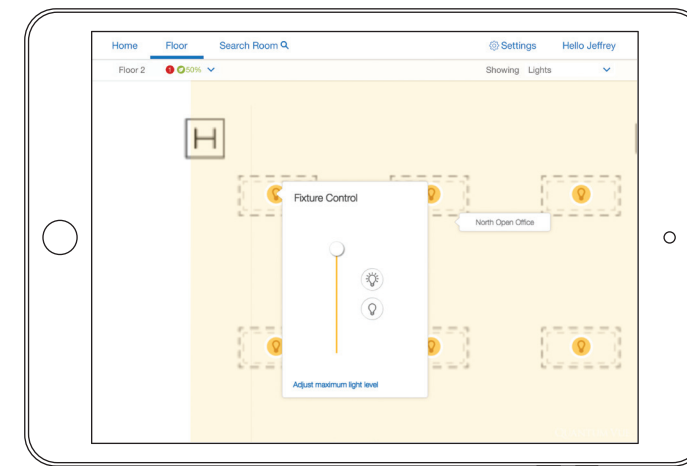 Home Floor Search Room Settings Hello Jeffrey
Floor 2 1 50% Showing Lights
H
Fixture Control
North Open Office
Adjust maximum light level